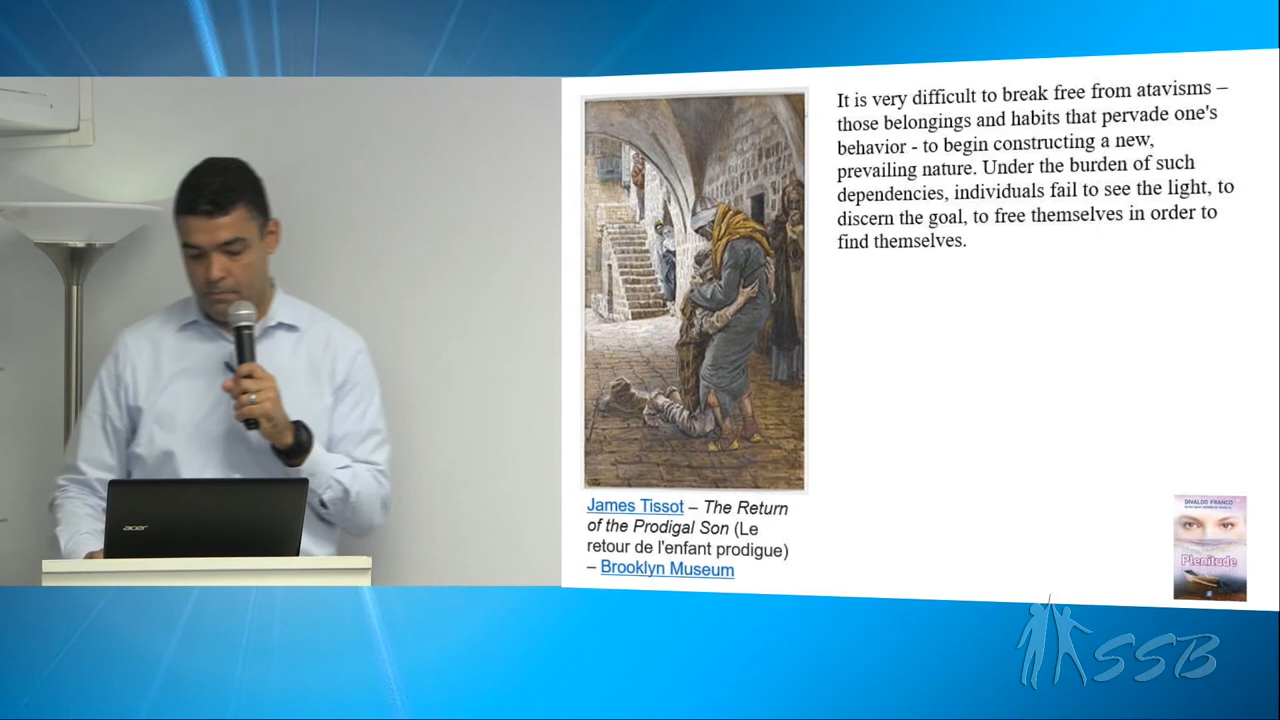 It is very difficult to break free from atavisms –
those belongings and habits that pervade one's
behavior - to begin constructing a new,
prevailing nature. Under the burden of such
dependencies, individuals fail to see the light, to
discern the goal, to free themselves in order to
find themselves.
James Tissot – The Return
of the Prodigal Son (Le
retour de l'enfant prodigue)
– Brooklyn Museum
acer
DIVALDO FRANCO
Plenitude
SSB